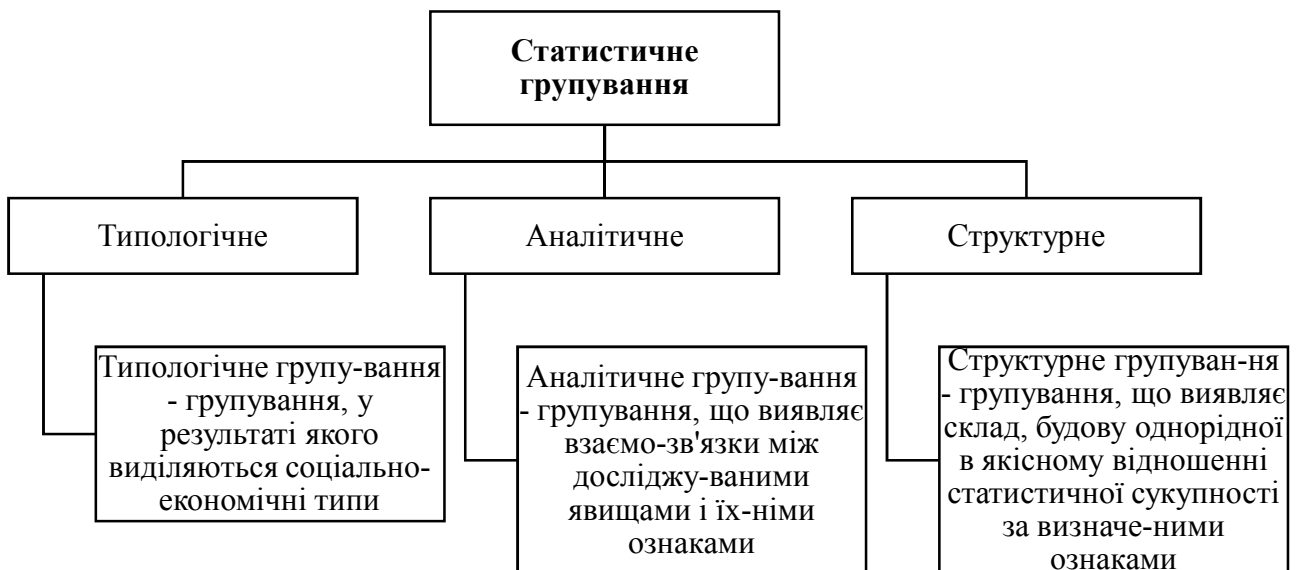 Статистичне
групування
Типологічне
Аналітичне
Структурне
Типологічне групу-вання
- групування, у
результаті якого
виділяються соціально-
економічні типи
Аналітичне групу-вання
- групування, що виявляє
взаємо-зв'язки між
досліджу-ваними
явищами і їх-німи
ознаками
Структурне групуван-ня
- групування, що виявляє
склад, будову однорідної
в якісному відношенні
статистичної сукупності
за визначе-ними
ознаками